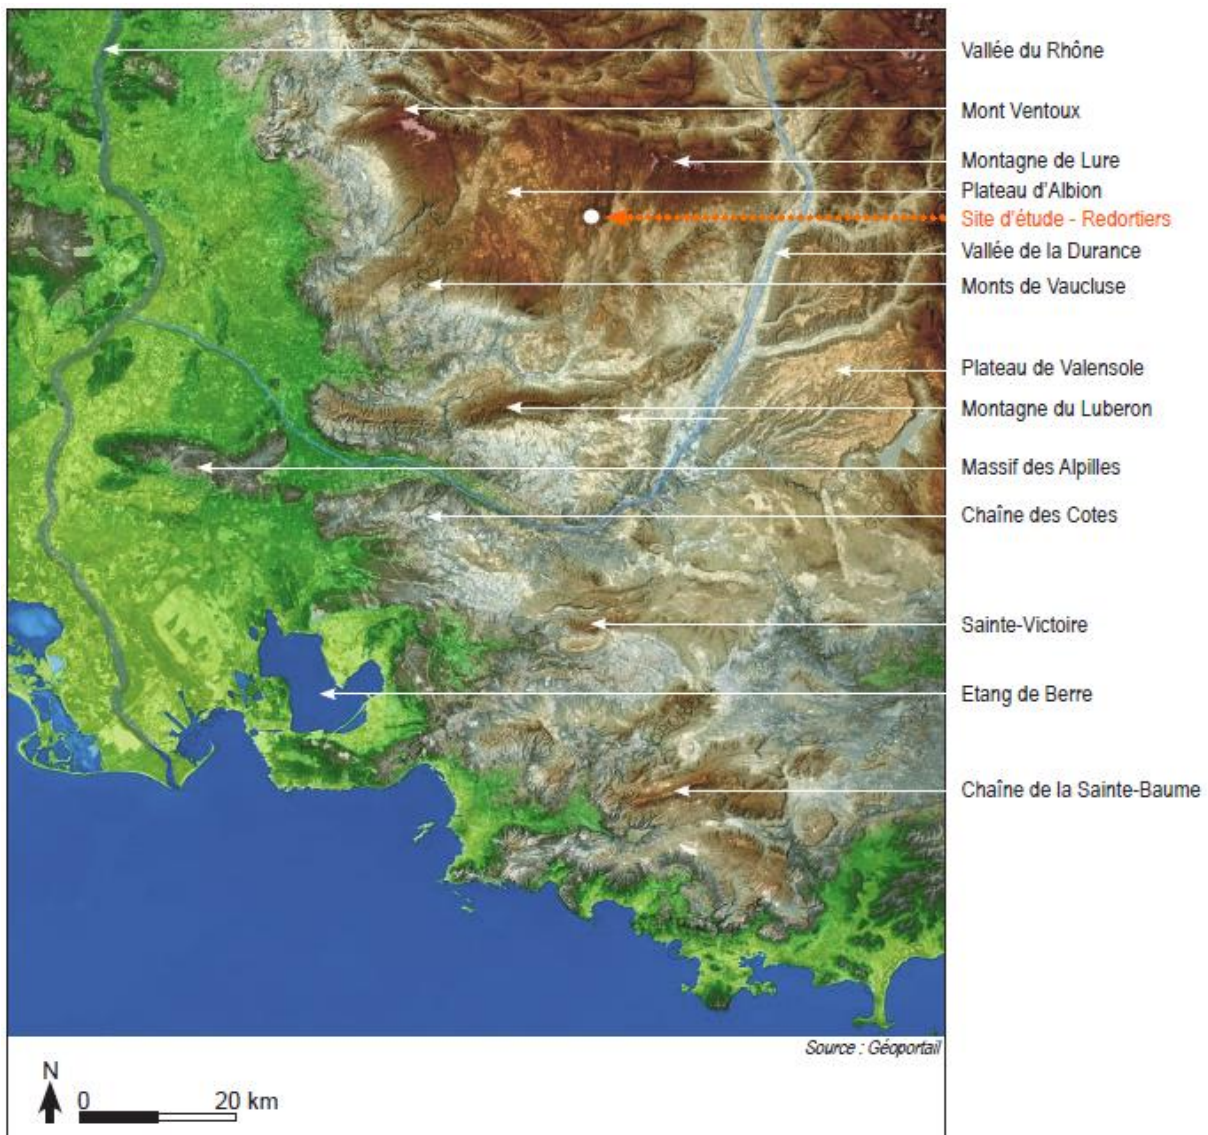 Vallée du Rhône
Mont Ventoux
Montagne de Lure
Plateau d'Albion
Site d'étude - Redortiers
Vallée de la Durance
Monts de Vaucluse
Plateau de Valensole
Montagne du Luberon
Massif des Alpilles
Chaîne des Cotes
Sainte-Victoire
Etang de Berre
Chaîne de la Sainte-Baume
Source : Géoportail
N
0 20 km